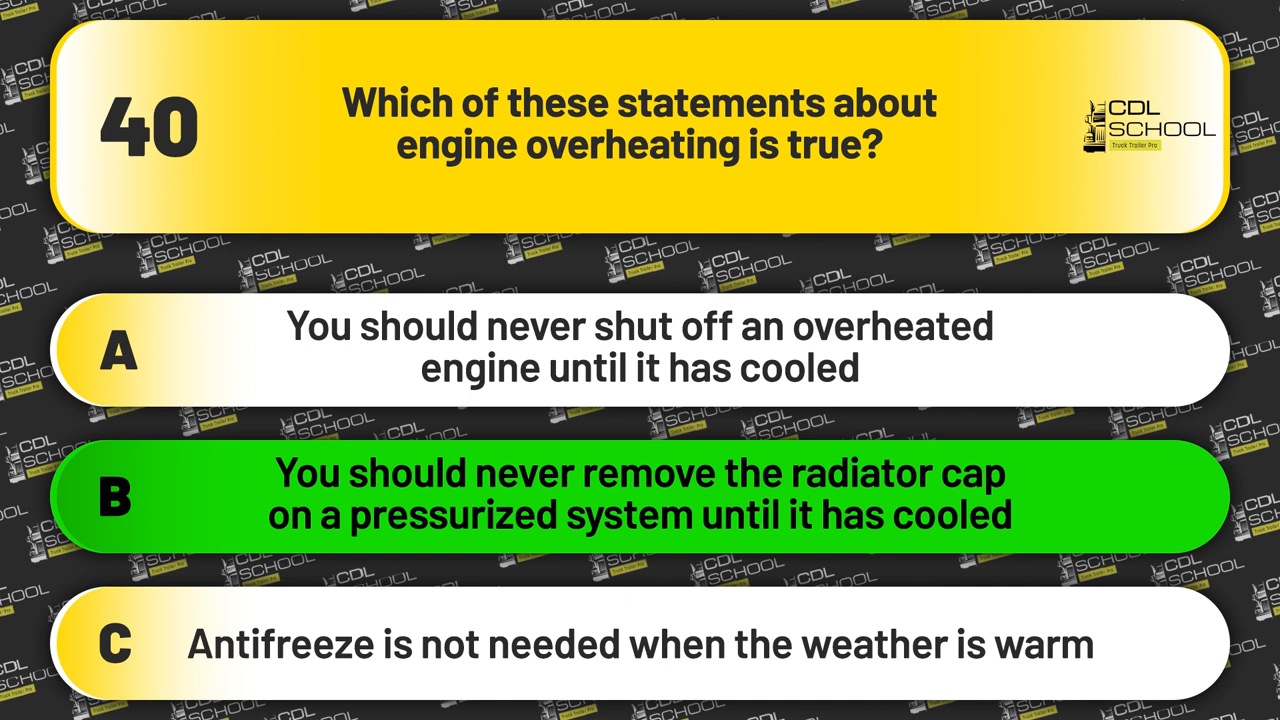 40
Which of these statements about
engine overheating is true?
CDL
SCHOOL
Truck Trailer Pro
A
You should never shut off an overheated
engine until it has cooled
B
You should never remove the radiator cap
on a pressurized system until it has cooled
C
Antifreeze is not needed when the weather is warm